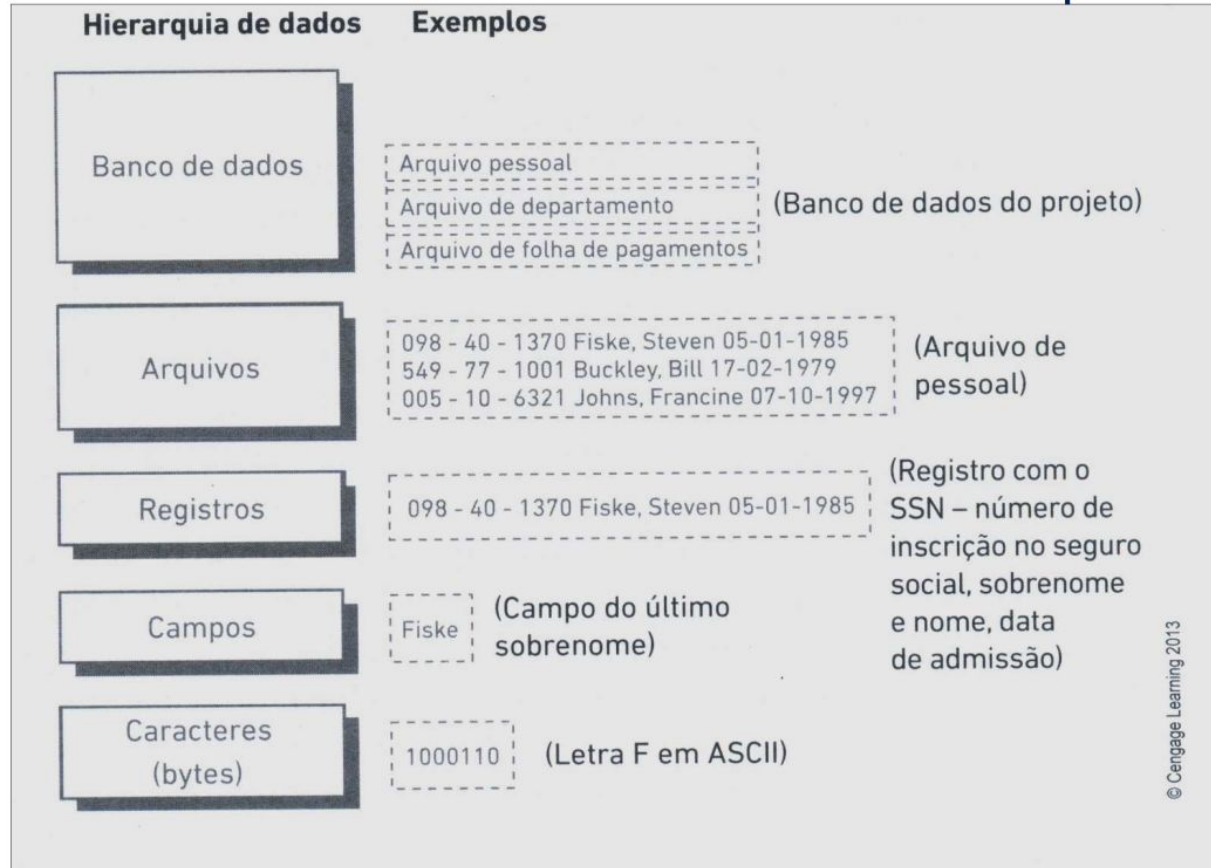 Hierarquia de dados
Exemplos
Banco de dados
Arquivo pessoal
Arquivo de departamento
Arquivo de folha de pagamentos
(Banco de dados do projeto)
Arquivos
098 - 40 - 1370 Fiske, Steven 05-01-1985
549 - 77 - 1001 Buckley, Bill 17-02-1979
005 - 10 - 6321 Johns, Francine 07-10-1997
(Arquivo de
pessoal)
Registros
098 - 40 - 1370 Fiske, Steven 05-01-1985
(Registro com o
SSN – número de
inscrição no seguro
social, sobrenome
e nome, data
de admissão)
Campos
Fiske
(Campo do último
sobrenome)
Caracteres
(bytes)
1000110
(Letra F em ASCII)
© Cengage Learning 2013